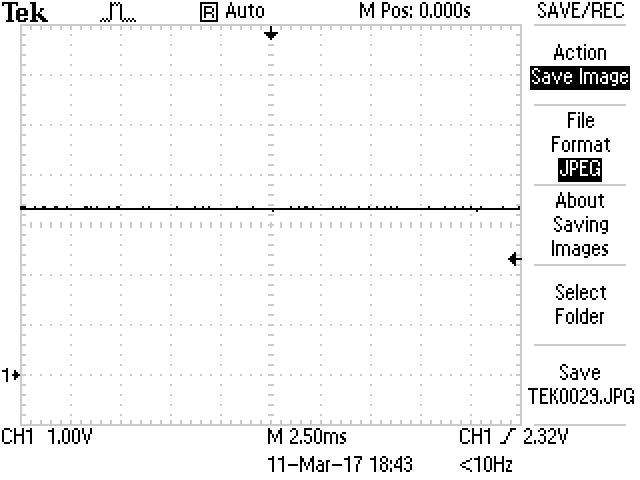 Tek
R Auto
M Pos: 0.000s
SAVE/REC
Action
Save Image
File
Format
JPEG
About
Saving
Images
Select
Folder
Save
TEK0029.JPG
1
CH1 1.00V
M 2.50ms
CH1 2.32V
11-Mar-17 18:43
<10Hz